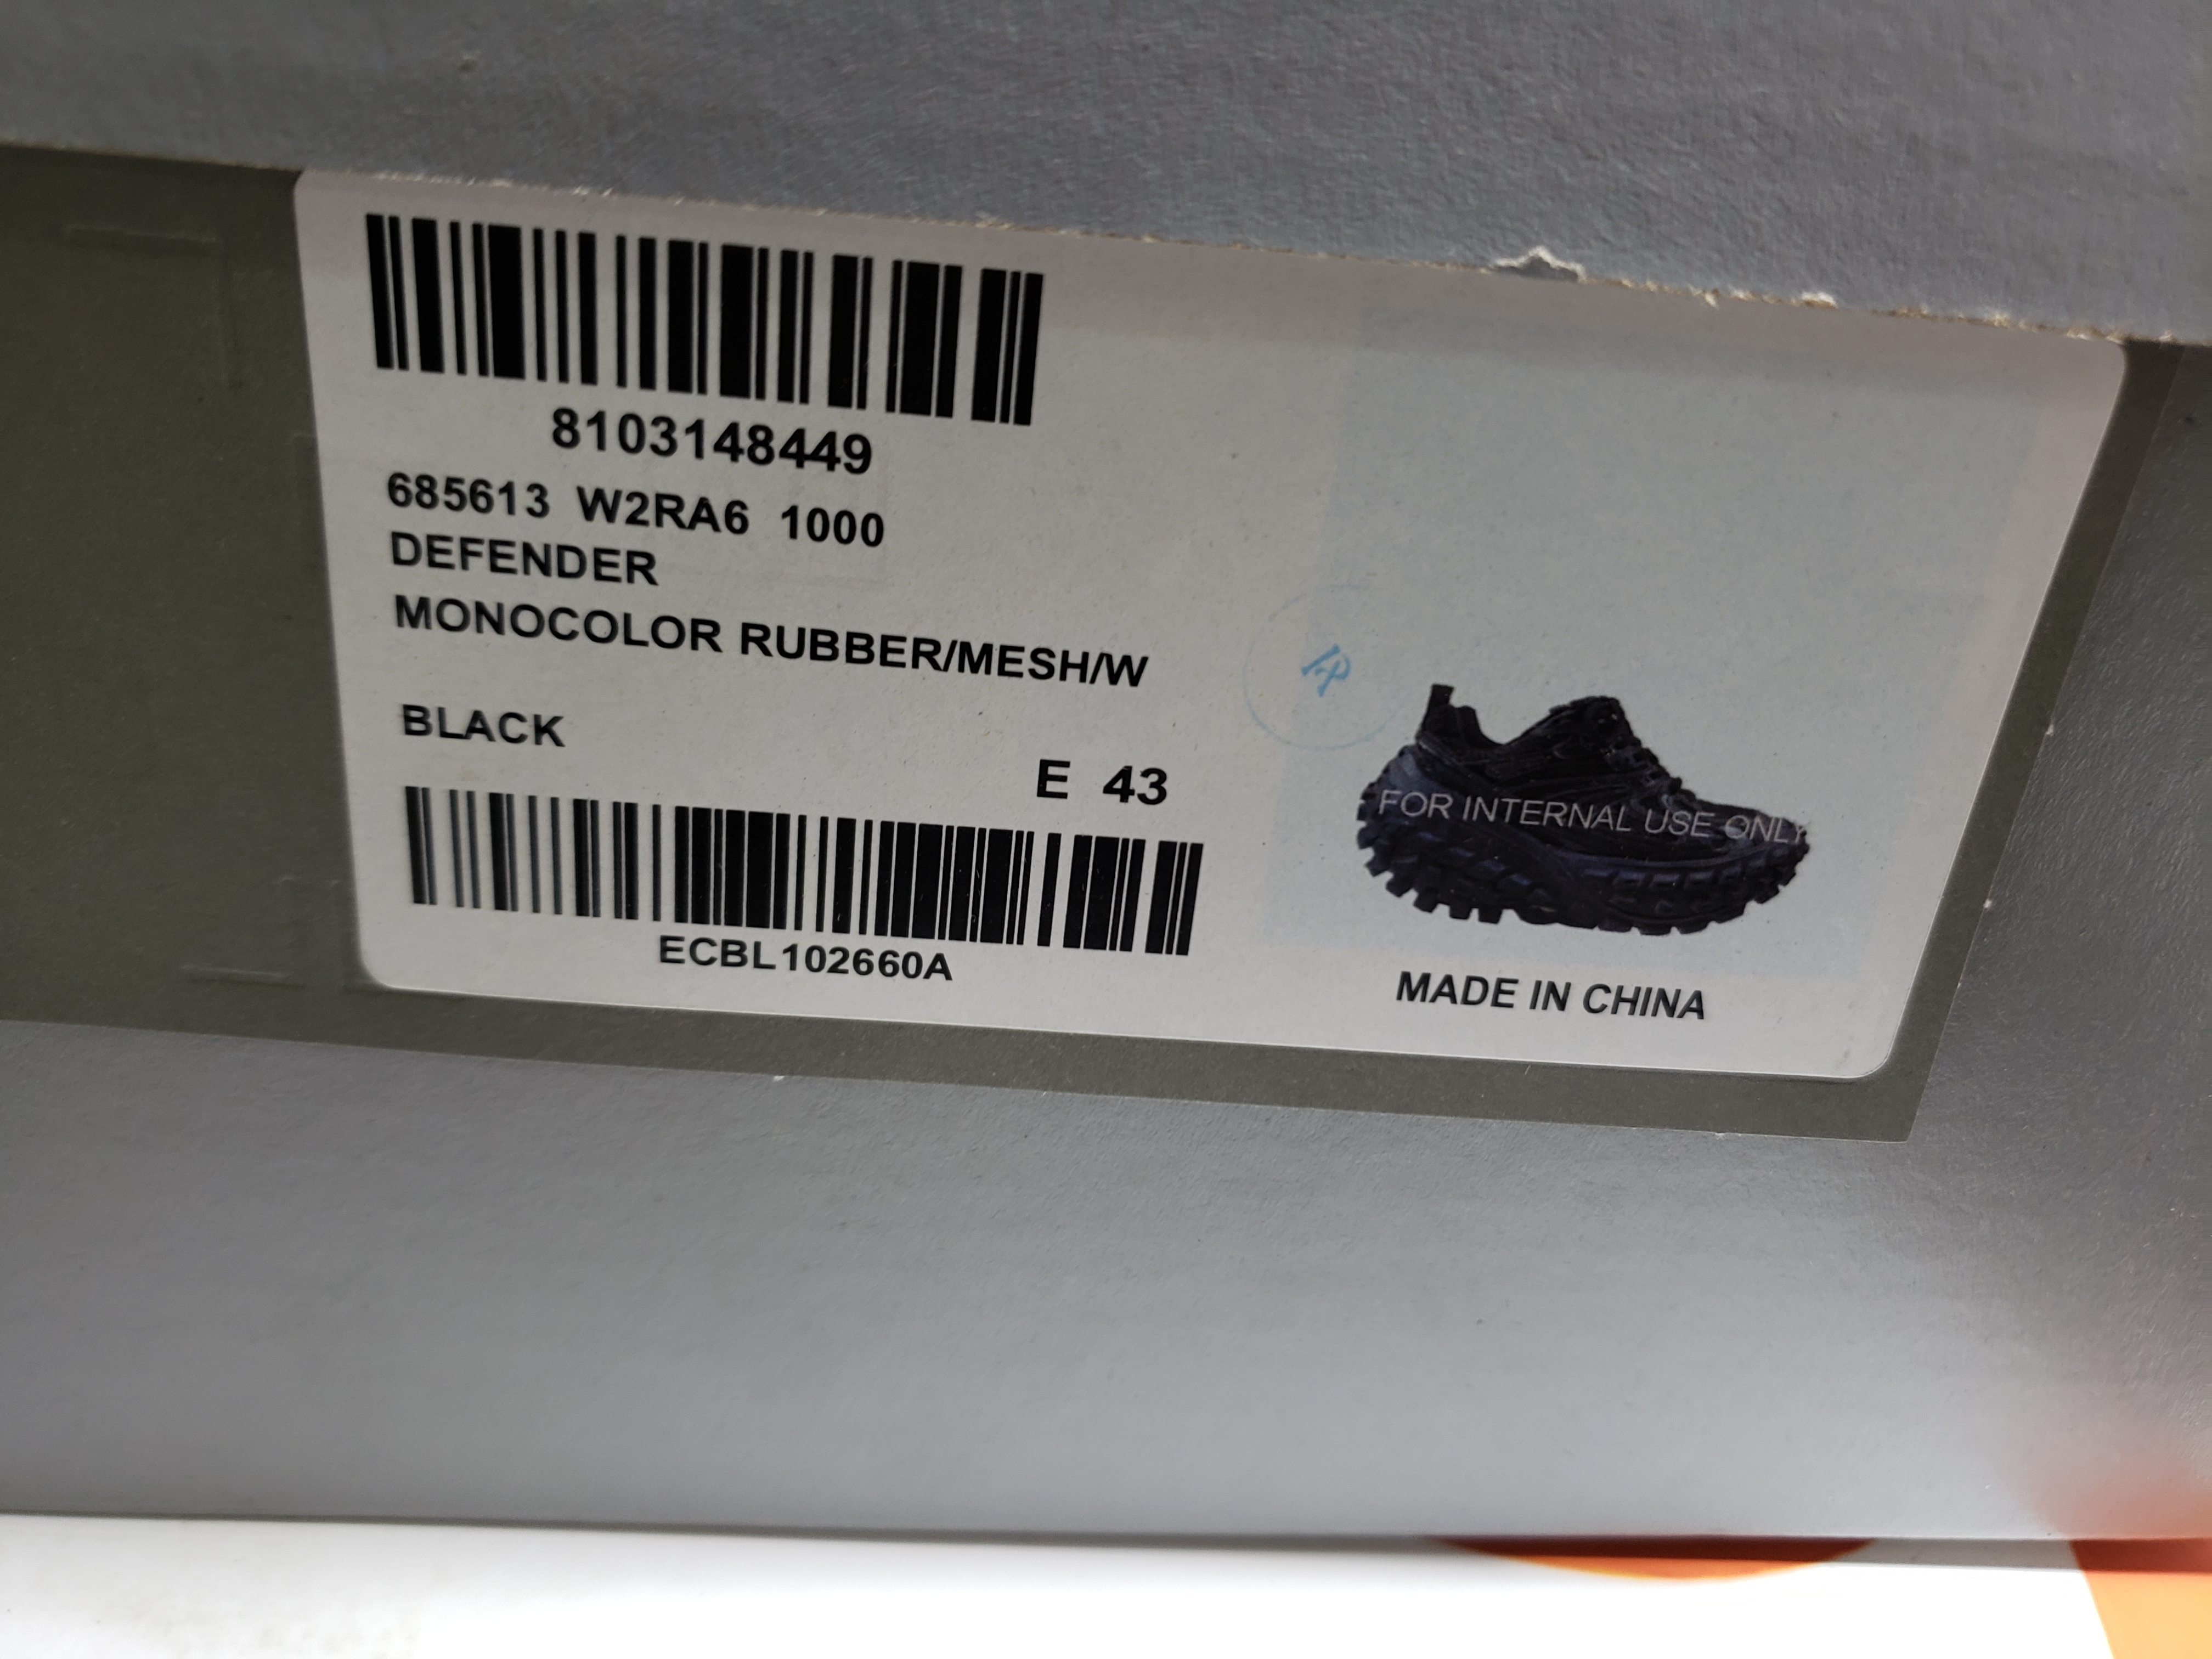 8103148449
685613 W2RA6 1000
DEFENDER
MONOCOLOR RUBBER/MESH/W
BLACK
E 43
ECBL102660A
FOR INTERNAL USE ONLY
MADE IN CHINA